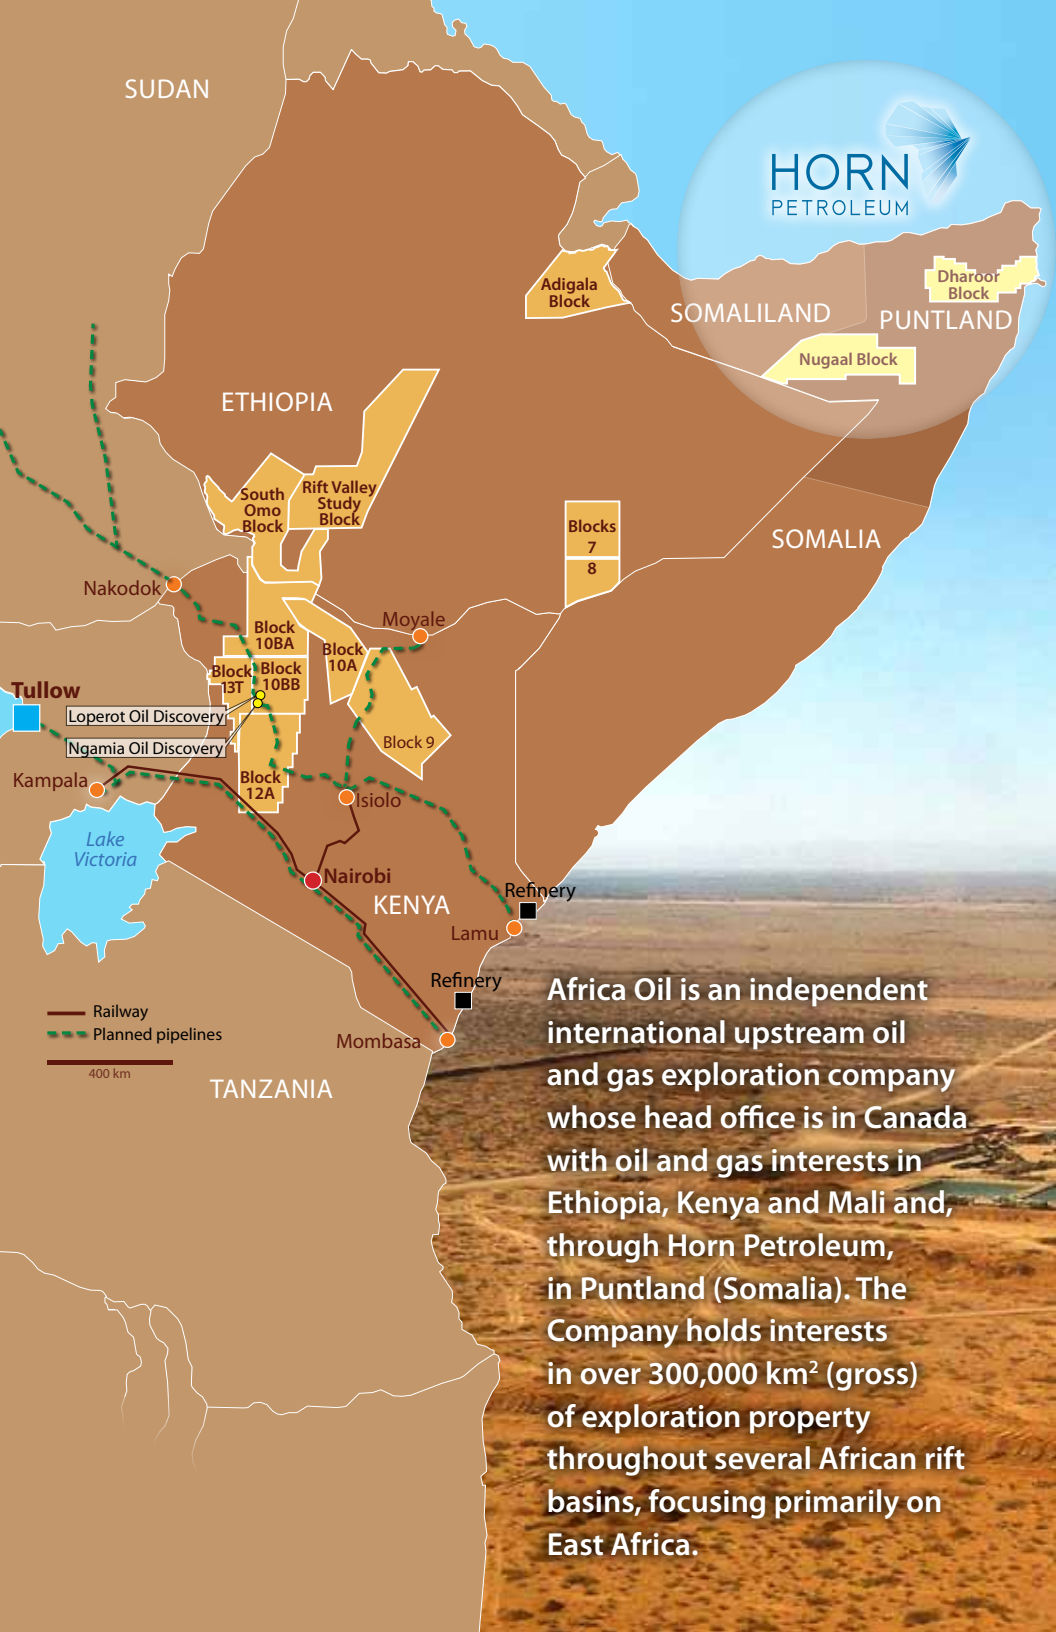 SUDAN
HORN
PETROLEUM
Adigala
Block
Dharoor
Block
SOMALILAND
PUNTLAND
Nugaal Block
ETHIOPIA
South
Omo
Block
Rift Valley
Study
Block
Blocks
7
8
SOMALIA
Nakodok
Moyale
Block
10BA
Block
10A
Block
13T
Block
10BB
Tullow
Loperot Oil Discovery
Ngamia Oil Discovery
Block 9
Kampala
Block
12A
Isiolo
Lake
Victoria
Nairobi
KENYA
Refinery
Lamu
Refinery
Mombasa
Railway
Planned pipelines
400 km
TANZANIA
Africa Oil is an independent
international upstream oil
and gas exploration company
whose head office is in Canada
with oil and gas interests in
Ethiopia, Kenya and Mali and,
through Horn Petroleum,
in Puntland (Somalia). The
Company holds interests
in over 300,000 km² (gross)
of exploration property
throughout several African rift
basins, focusing primarily on
East Africa.